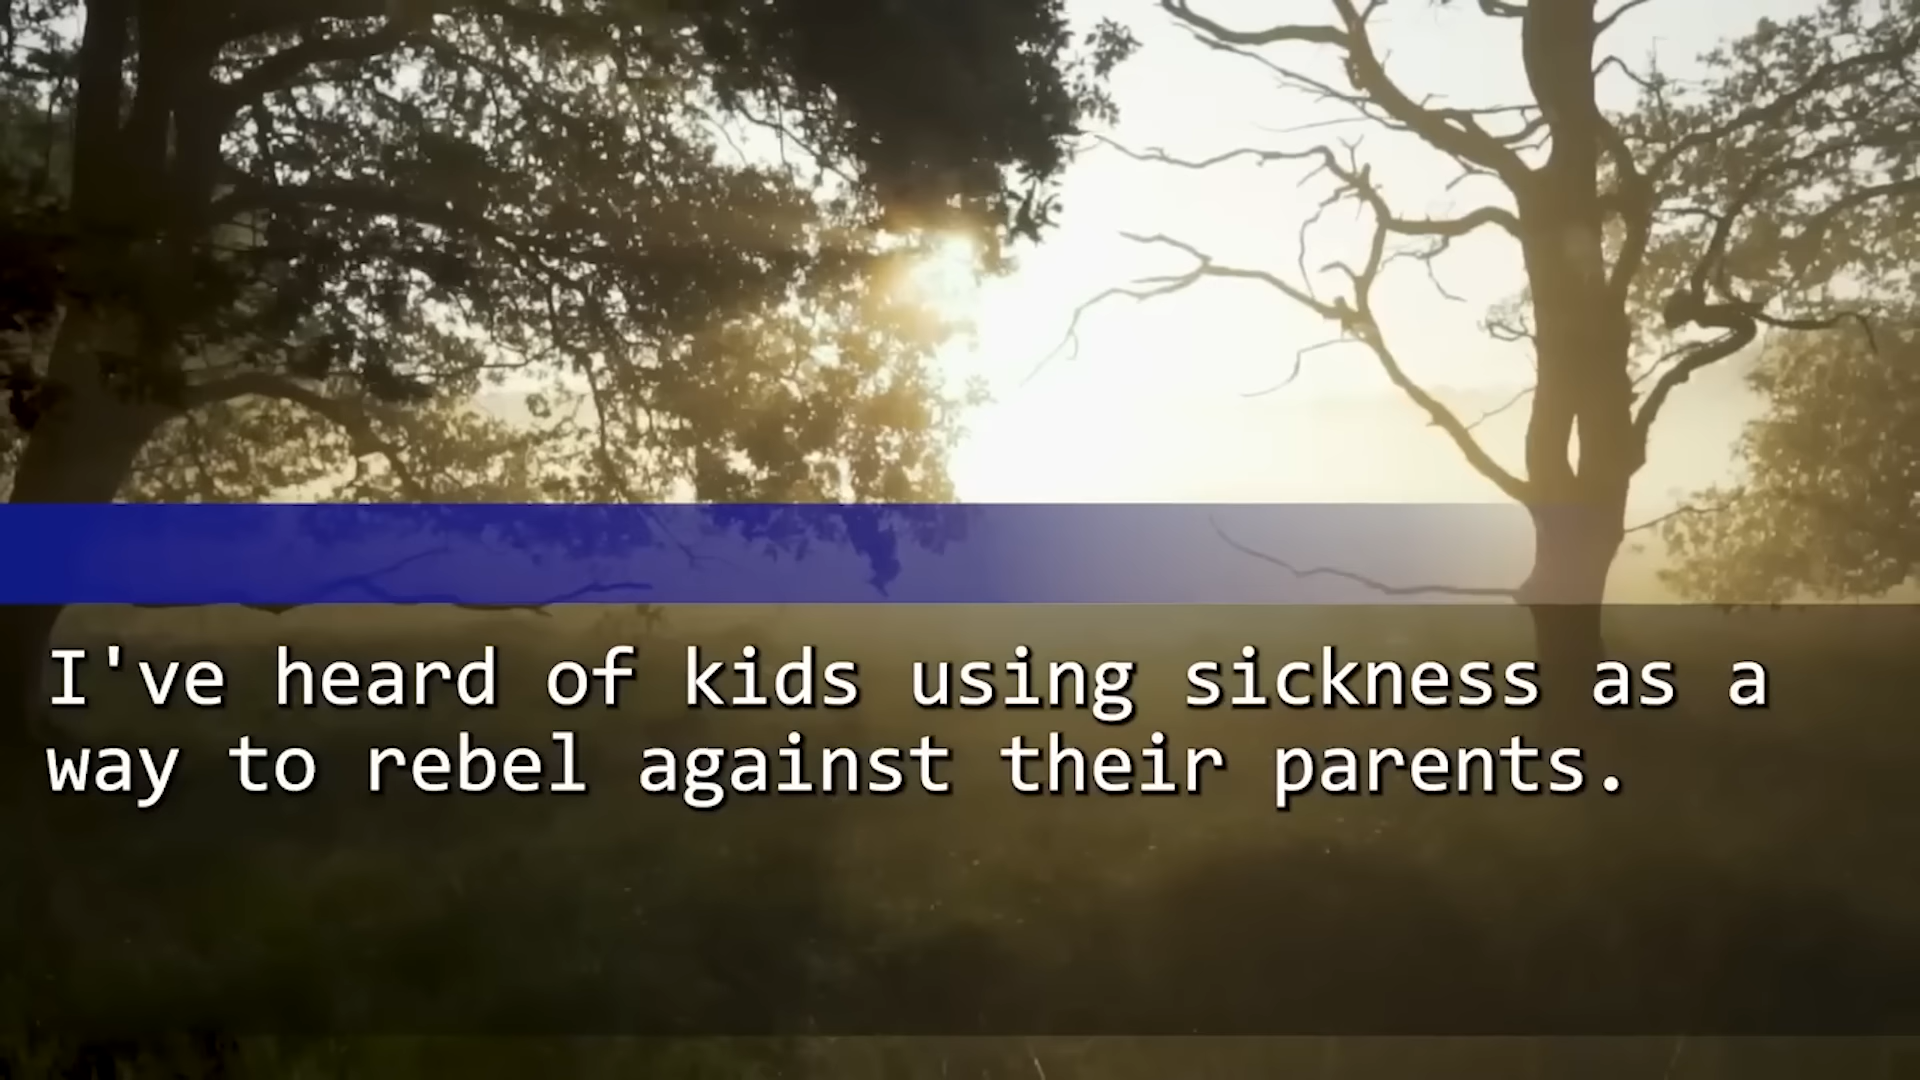 I've heard of kids using sickness as a
way to rebel against their parents.